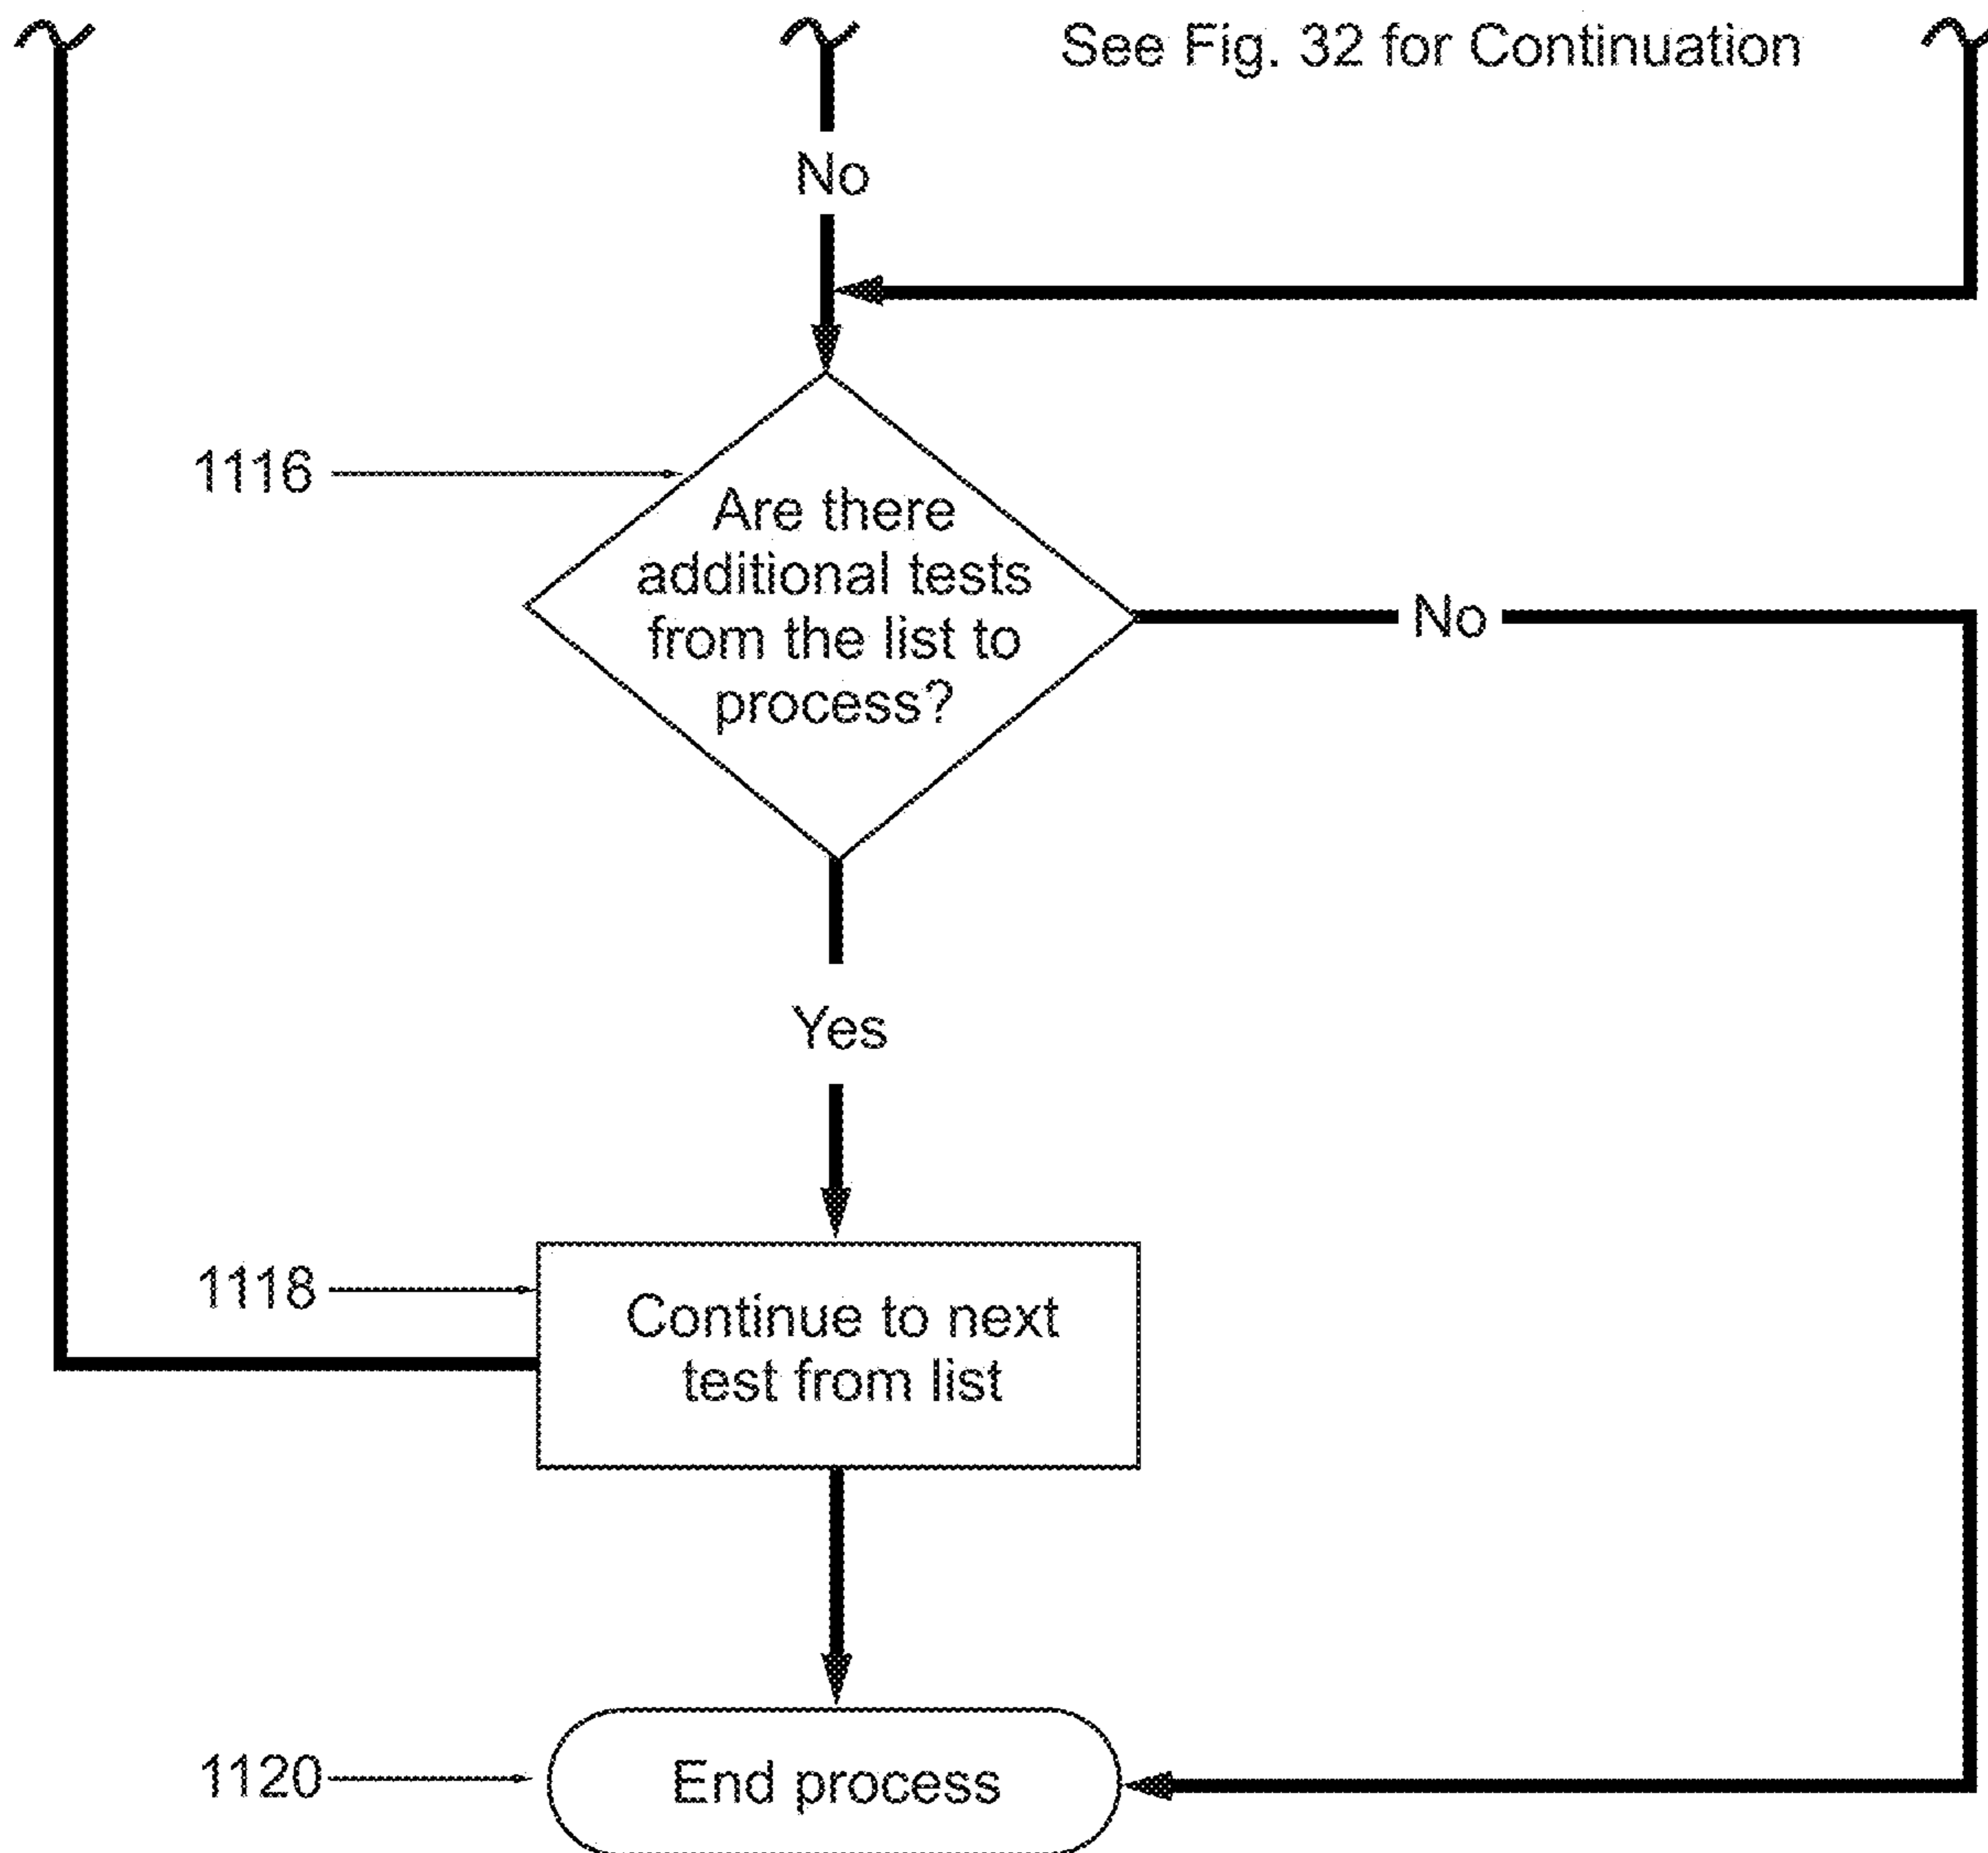 See Fig. 32 for Continuation
No
1116
Are there
additional tests
from the list to
process?
No
Yes
1118
Continue to next
test from list
1120
End process